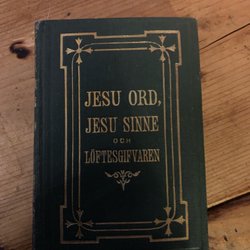 JESU ORD,
JESU SINNE
OCH
LÖFTESGIFVAREN